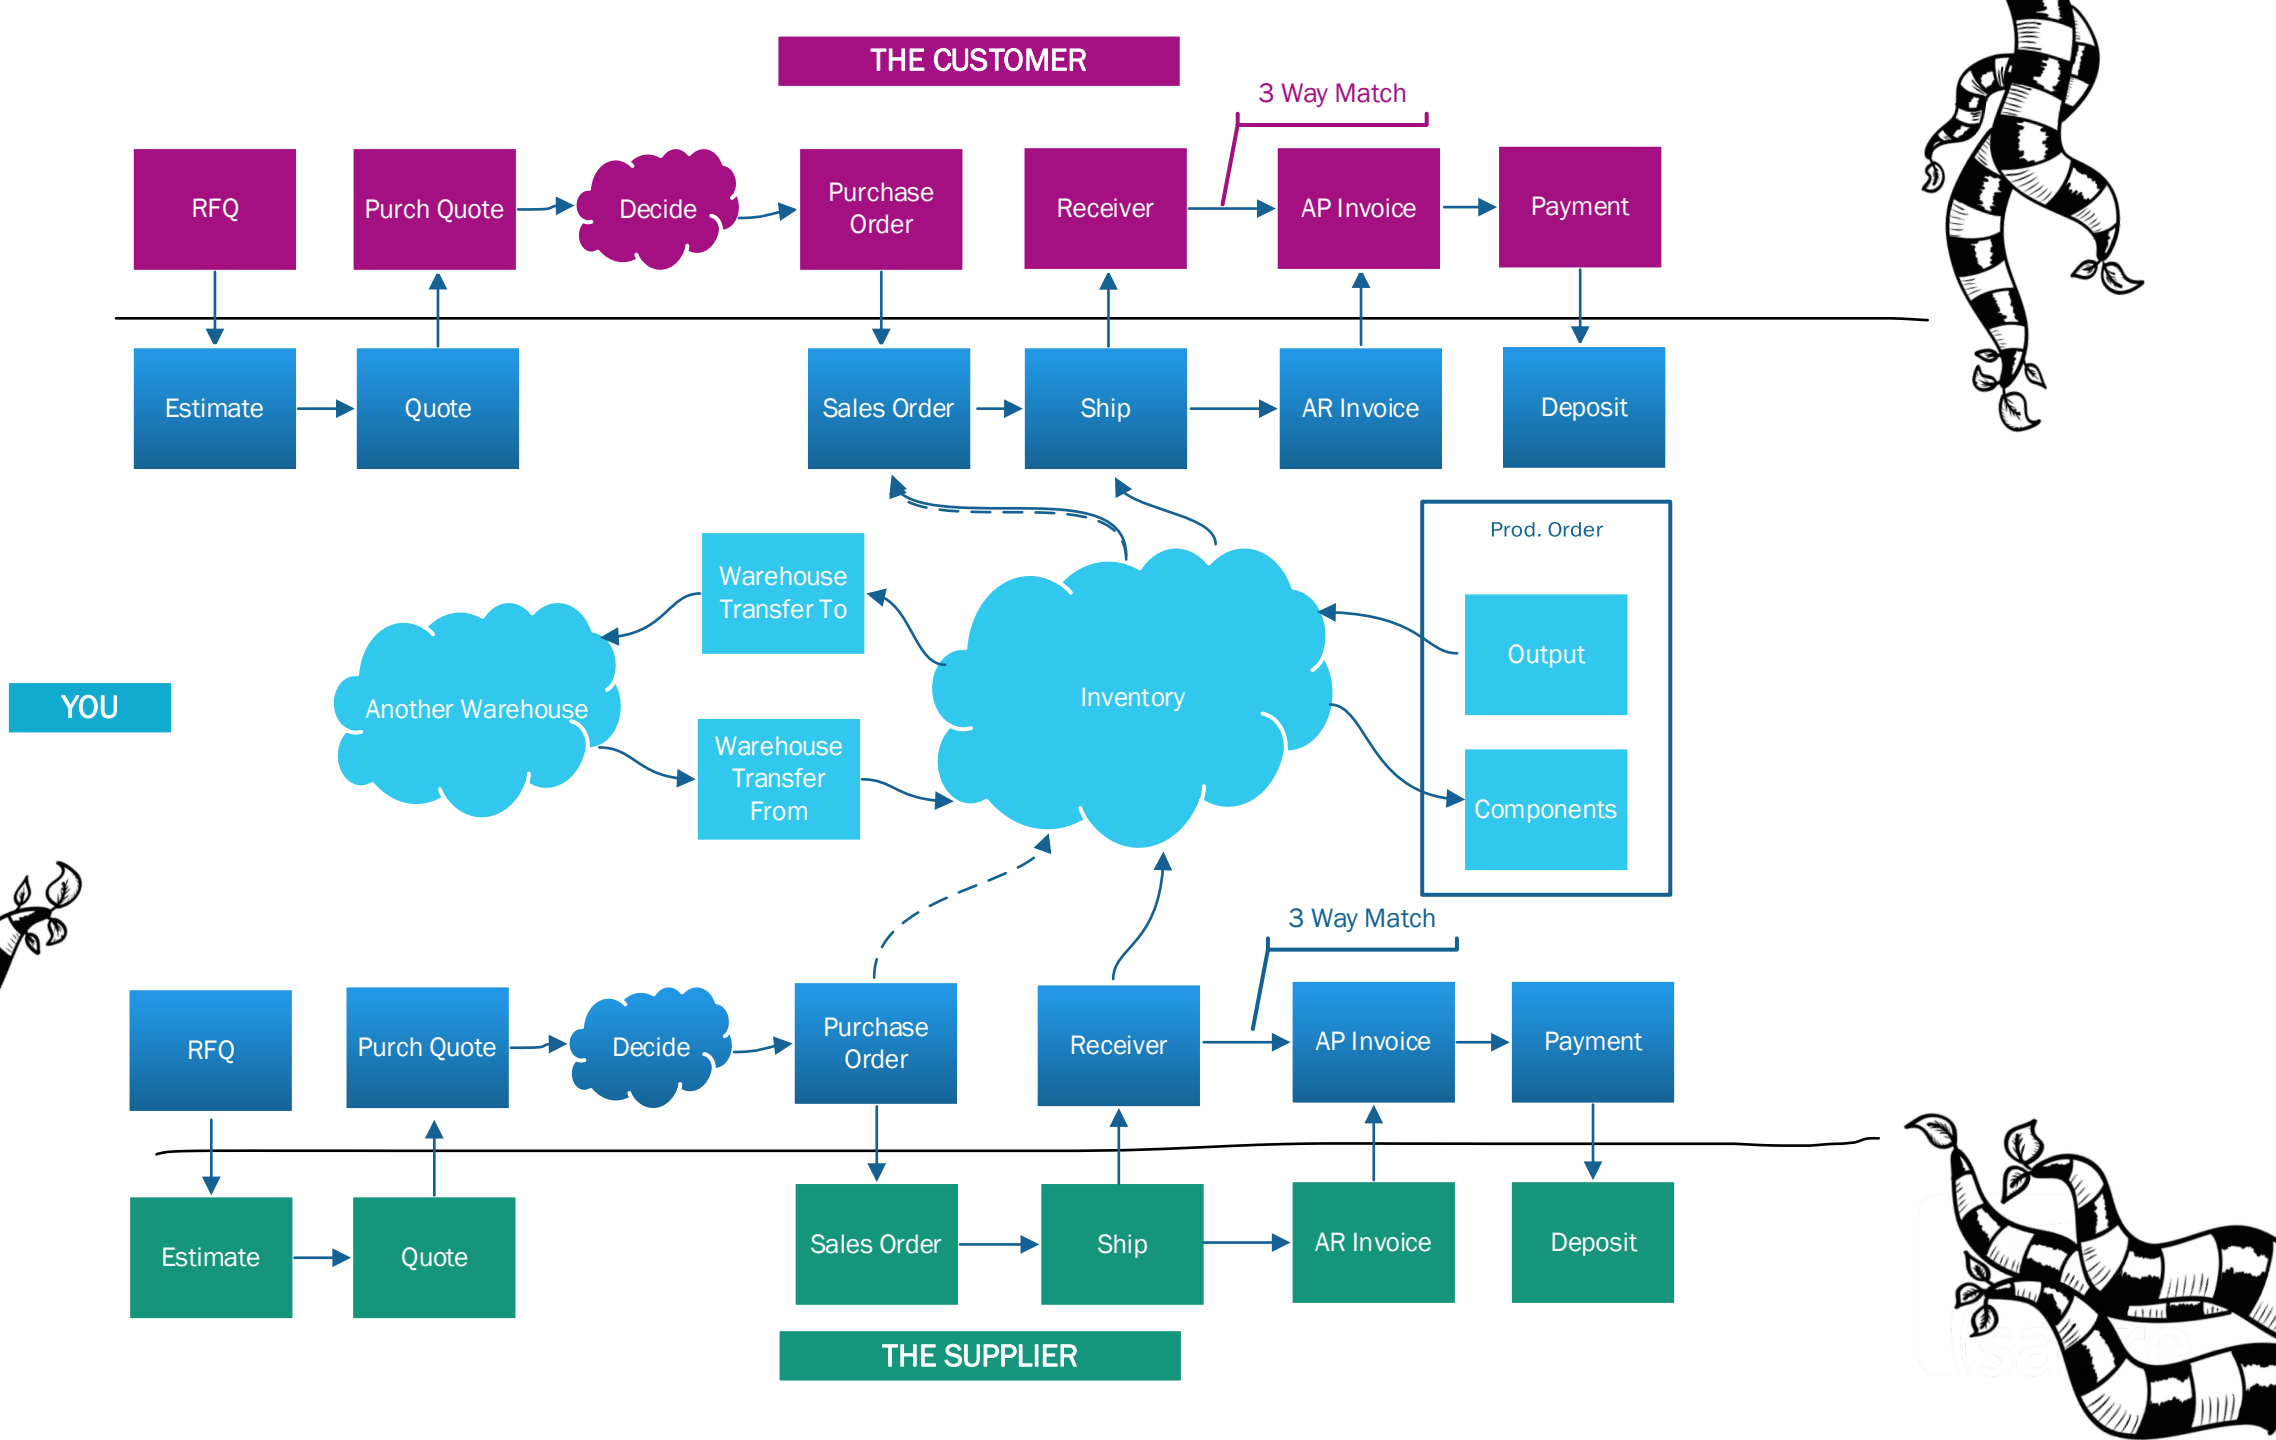 THE CUSTOMER
3 Way Match
RFQ
Purch Quote
Decide
Purchase
Order
Receiver
AP Invoice
Payment
Estimate
Quote
Sales Order
Ship
AR Invoice
Deposit
Prod. Order
Warehouse
Transfer To
Output
YOU
Another Warehouse
Inventory
Warehouse
Transfer
From
Components
3 Way Match
RFQ
Purch Quote
Decide
Purchase
Order
Receiver
AP Invoice
Payment
Estimate
Quote
Sales Order
Ship
AR Invoice
Deposit
THE SUPPLIER